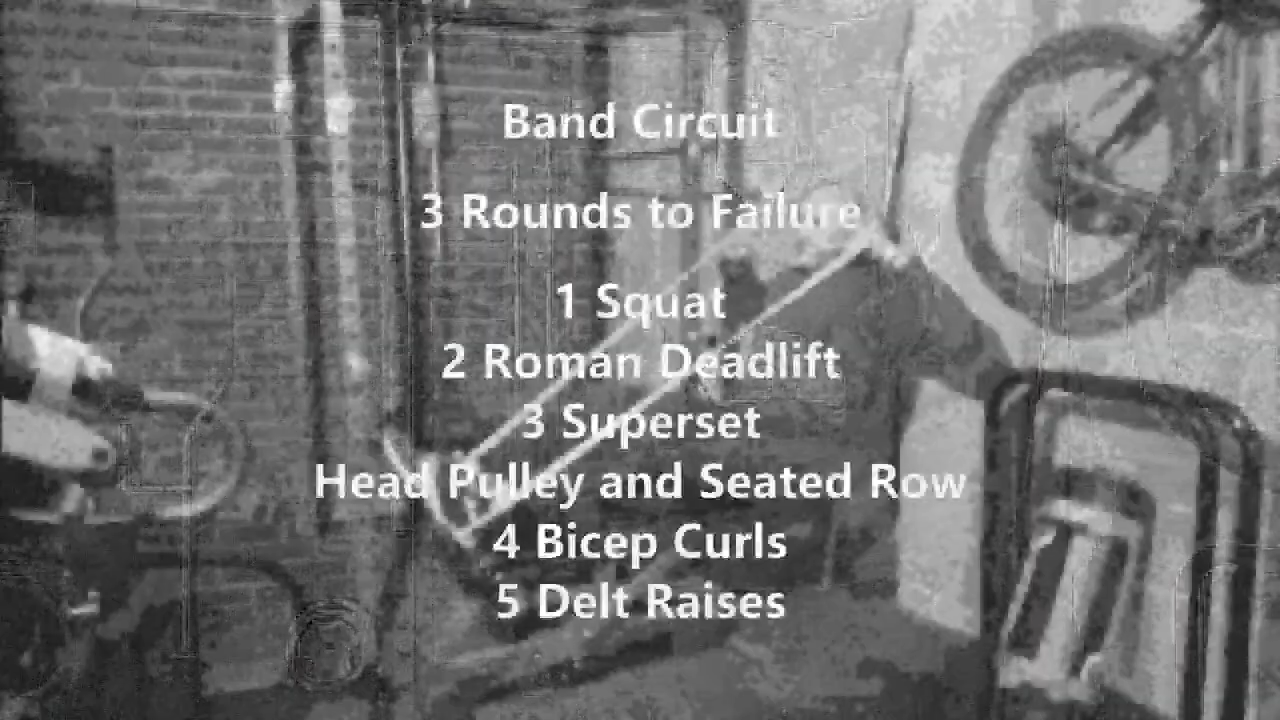 Band Circuit
3 Rounds to Failure
1 Squat
2 Roman Deadlift
3 Superset
Head Pulley and Seated Row
4 Bicep Curls
5 Delt Raises